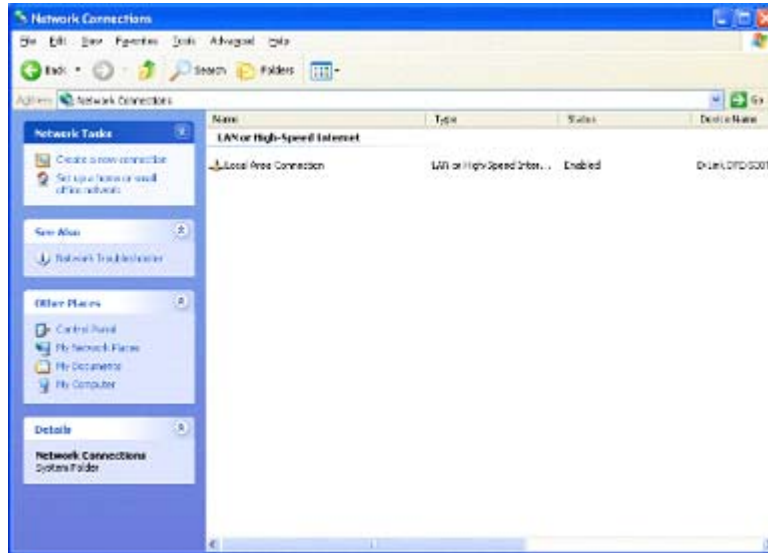 Network Connections
File Edit View Favorites Tools Advanced Help
Back Search Folders
Address Network Connections Go
Name Type Status Device Name
LAN or High-Speed Internet
Local Area Connection LAN or High-Speed Inter... Enabled D-Link
Network Tasks
Create a new connection
Set up a home or small
office network
See Also
Network Troubleshooter
Other Places
Control Panel
My Network Places
My Documents
My Computer
Details
Network Connections
System Folder